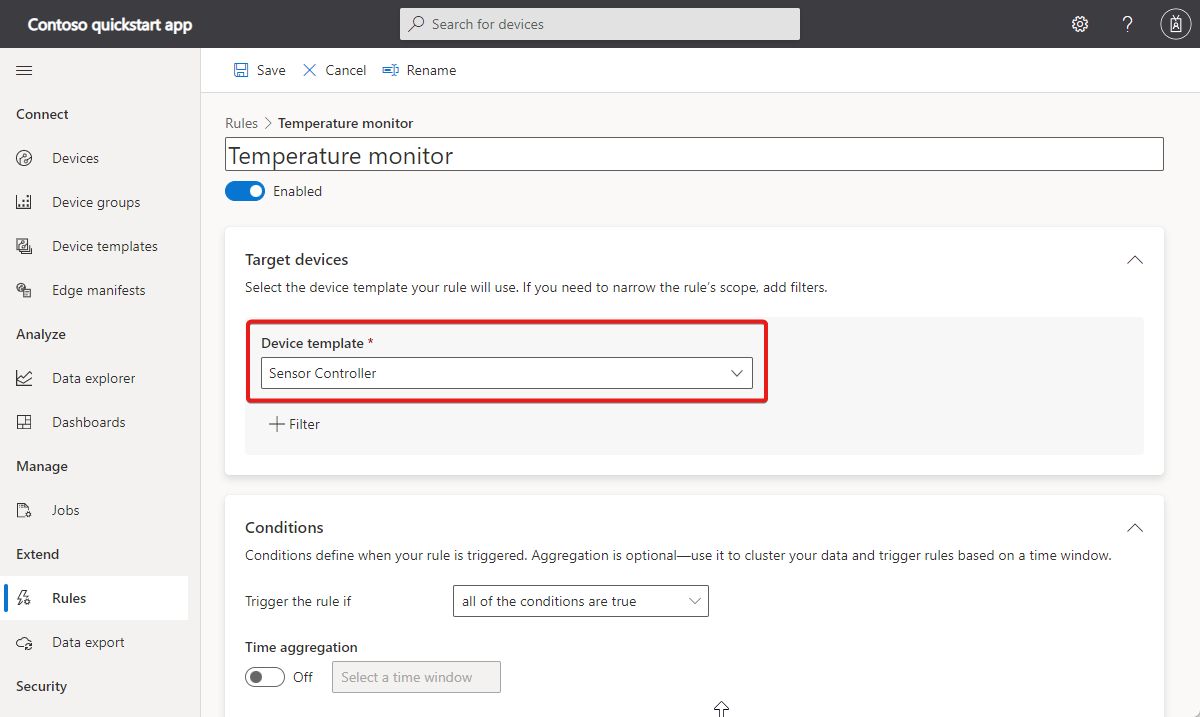 Contoso quickstart app
Search for devices
?
Save
Cancel
Rename
Connect
Devices
Device groups
Device templates
Edge manifests
Analyze
Data explorer
Dashboards
Manage
Jobs
Extend
Rules
Data export
Security
Rules > Temperature monitor
Temperature monitor
Enabled
Target devices
Select the device template your rule will use. If you need to narrow the rule’s scope, add filters.
Device template *
Sensor Controller
Filter
Conditions
Conditions define when your rule is triggered. Aggregation is optional—use it to cluster your data and trigger rules based on a time window.
Trigger the rule if
all of the conditions are true
Time aggregation
Off
Select a time window